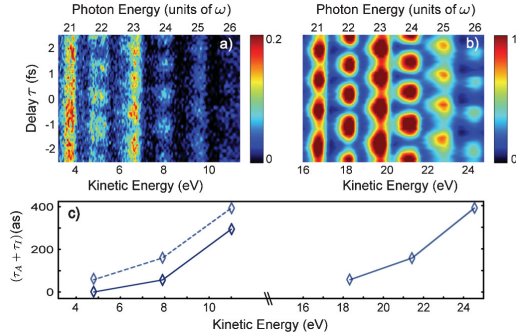 Photon Energy (units of ω)
Photon Energy (units of ω)
21 22 23 24 25 26
21 22 23 24 25 26
a)
b)
0.2
0
1
0
Delay τ (fs)
2
1
0
-1
-2
4 6 8 10
Kinetic Energy (eV)
16 18 20 22 24
Kinetic Energy (eV)
c)
(τA + τI)(as)
400
200
0
4 6 8 10 16 18 20 22 24
Kinetic Energy (eV)